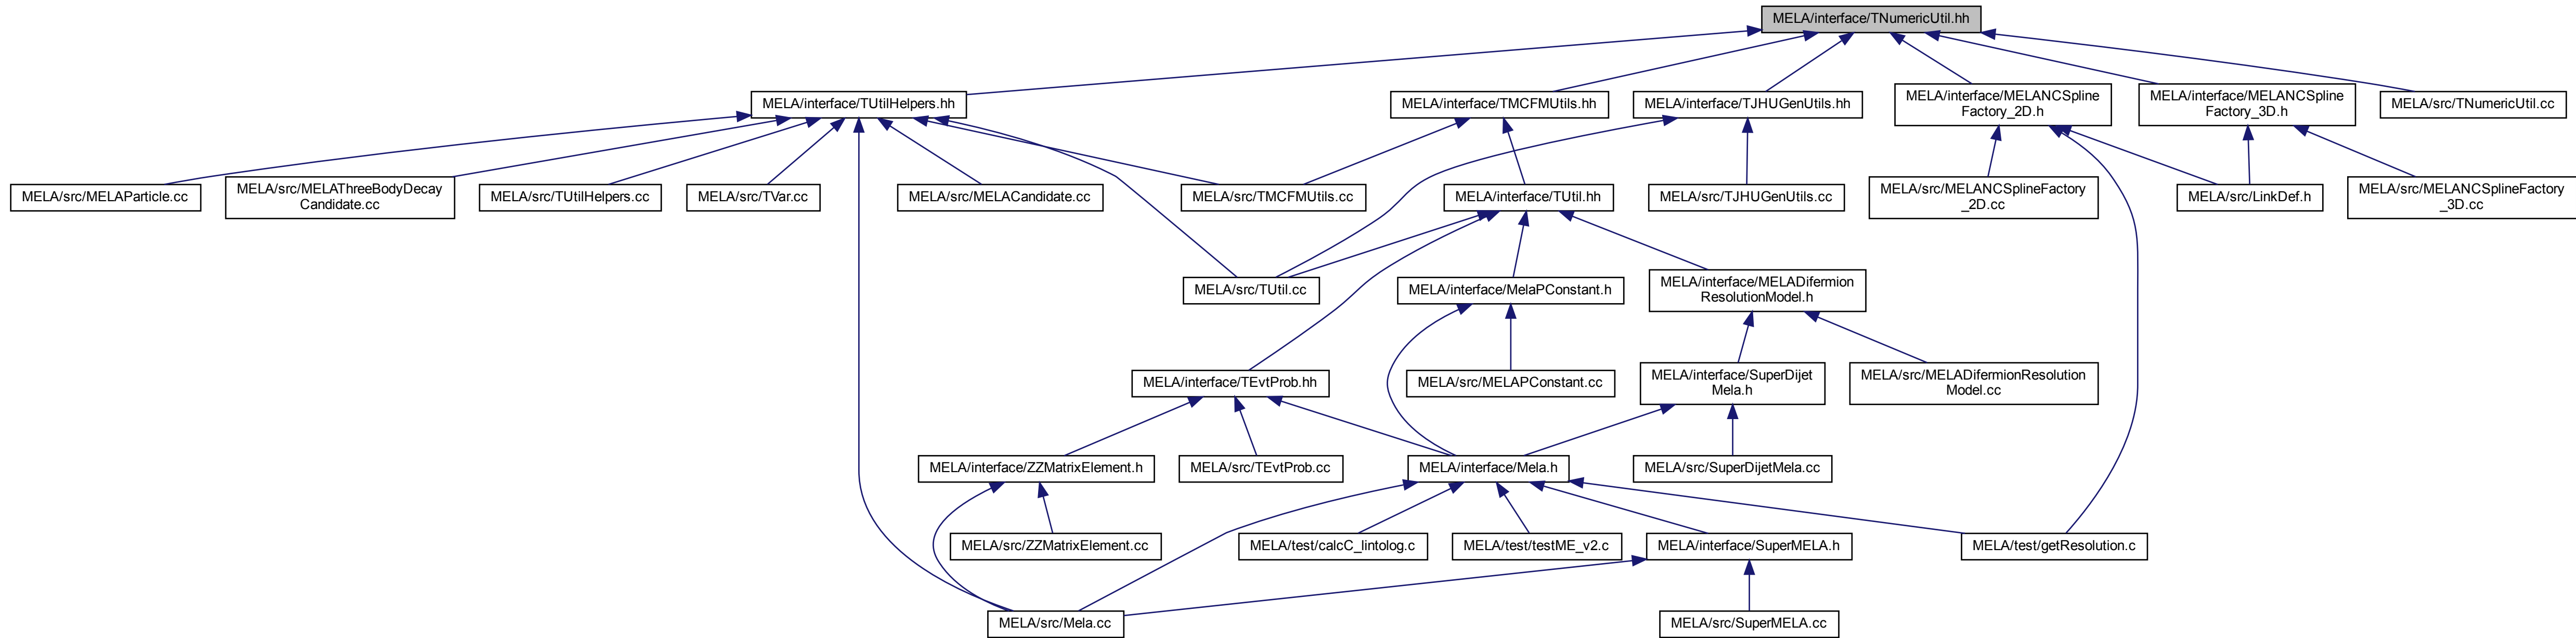 MELA/interface/TNumericUtil.hh
MELA/interface/TUtilHelpers.hh
MELA/interface/TMCFMUtils.hh
MELA/interface/TJHUGenUtils.hh
MELA/interface/MELANCSpline
Factory_2D.h
MELA/interface/MELANCSpline
Factory_3D.h
MELA/src/TNumericUtil.cc
MELA/src/MELAParticle.cc
MELA/src/MELAThreeBodyDecay
Candidate.cc
MELA/src/TUtilHelpers.cc
MELA/src/TVar.cc
MELA/src/MELACandidate.cc
MELA/src/TMCFMUtils.cc
MELA/interface/TUtil.hh
MELA/src/TJHUGenUtils.cc
MELA/src/MELANCSplineFactory
_2D.cc
MELA/src/LinkDef.h
MELA/src/MELANCSplineFactory
_3D.cc
MELA/src/TUtil.cc
MELA/interface/MelaPConstant.h
MELA/interface/MELADifermion
ResolutionModel.h
MELA/interface/TEvtProb.hh
MELA/src/MELAPConstant.cc
MELA/interface/SuperDijet
Mela.h
MELA/src/MELADifermionResolution
Model.cc
MELA/interface/ZZMatrixElement.h
MELA/src/TEvtProb.cc
MELA/interface/Mela.h
MELA/src/SuperDijetMela.cc
MELA/src/ZZMatrixElement.cc
MELA/test/calcC_lintolog.c
MELA/test/testME_v2.c
MELA/interface/SuperMELA.h
MELA/test/getResolution.c
MELA/src/Mela.cc
MELA/src/SuperMELA.cc